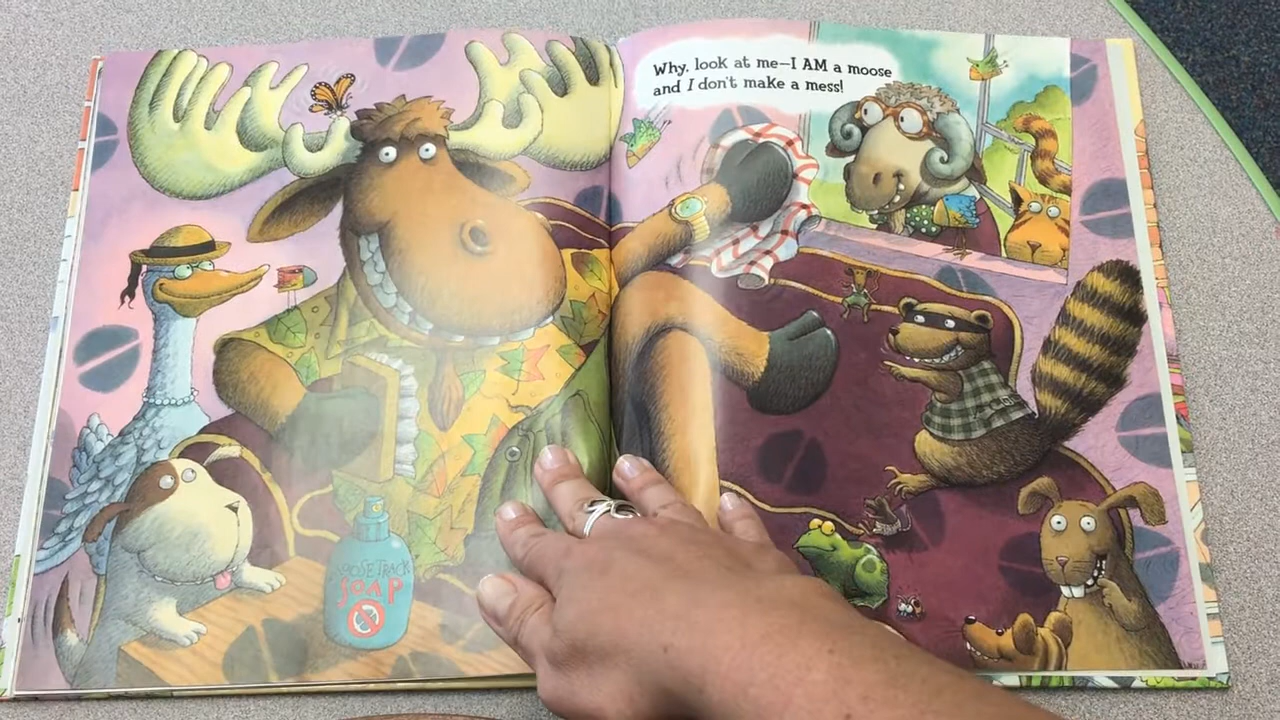 Why, look at me—I AM a moose
and I don't make a mess!
MOOSE TRACK
SOAP